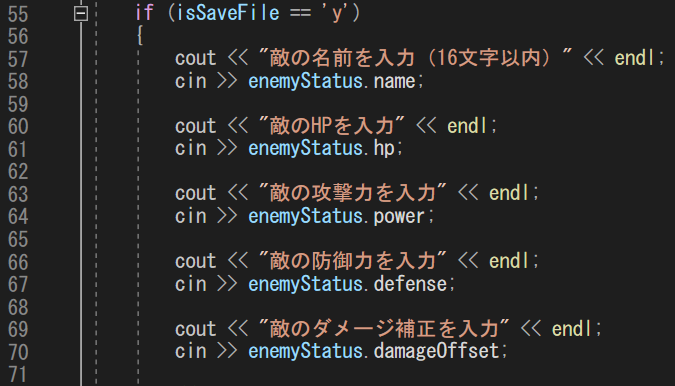 55 if (isSaveFile == 'y')
56 {
57 cout << "敵の名前を入力（16文字以内）" << endl;
58 cin >> enemyStatus.name;
59
60 cout << "敵のHPを入力" << endl;
61 cin >> enemyStatus.hp;
62
63 cout << "敵の攻撃力を入力" << endl;
64 cin >> enemyStatus.power;
65
66 cout << "敵の防御力を入力" << endl;
67 cin >> enemyStatus.defense;
68
69 cout << "敵のダメージ補正を入力" << endl;
70 cin >> enemyStatus.damageOffset;
71